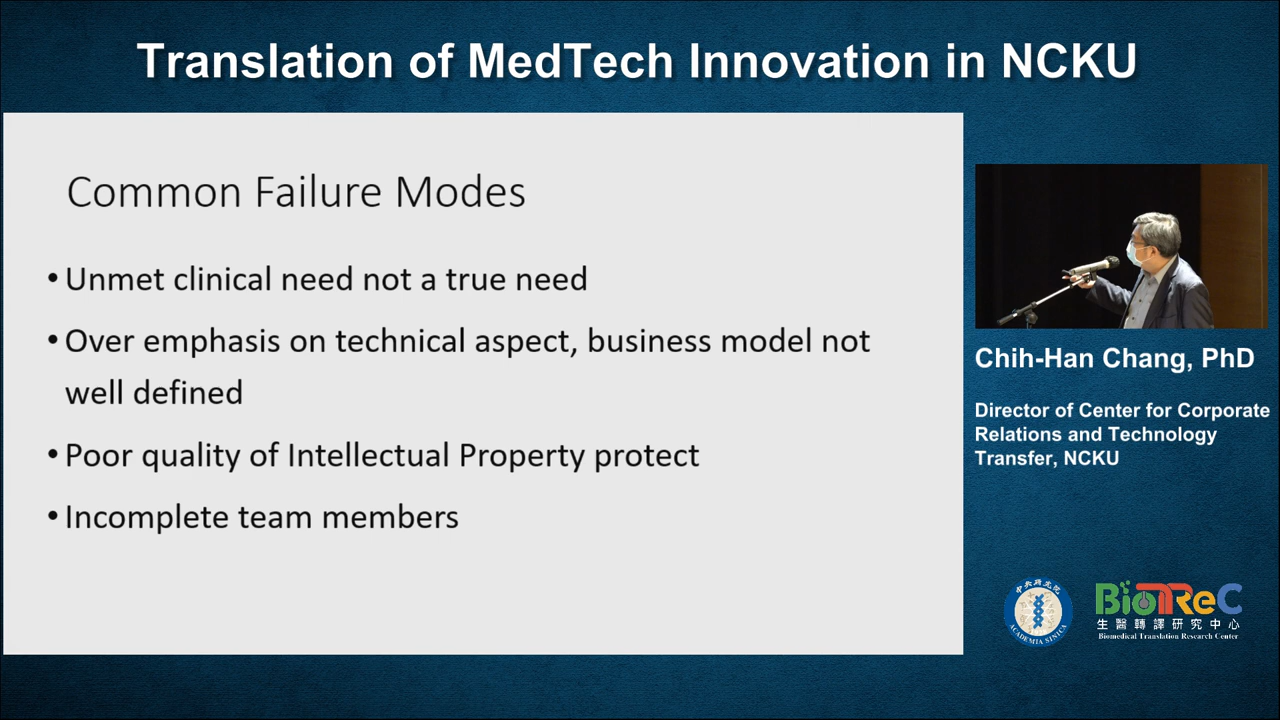 Translation of MedTech Innovation in NCKU
Common Failure Modes
• Unmet clinical need not a true need
• Over emphasis on technical aspect, business model not
well defined
• Poor quality of Intellectual Property protect
• Incomplete team members
Chih-Han Chang, PhD
Director of Center for Corporate
Relations and Technology
Transfer, NCKU
中央研究院
ACADEMIA SINICA
BioTReC
生醫轉譯研究中心
Biomedical Translation Research Center